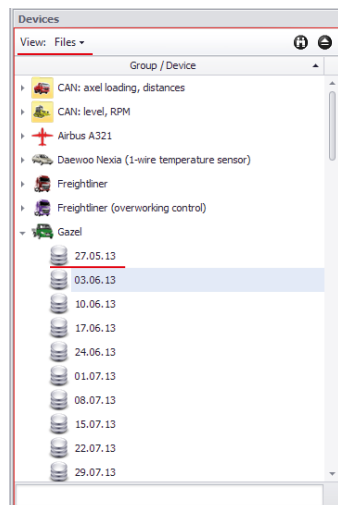 Devices
View: Files
Group / Device
CAN: axel loading, distances
CAN: level, RPM
Airbus A321
Daewoo Nexia (1-wire temperature sensor)
Freightliner
Freightliner (overworking control)
Gazel
27.05.13
03.06.13
10.06.13
17.06.13
24.06.13
01.07.13
08.07.13
15.07.13
22.07.13
29.07.13